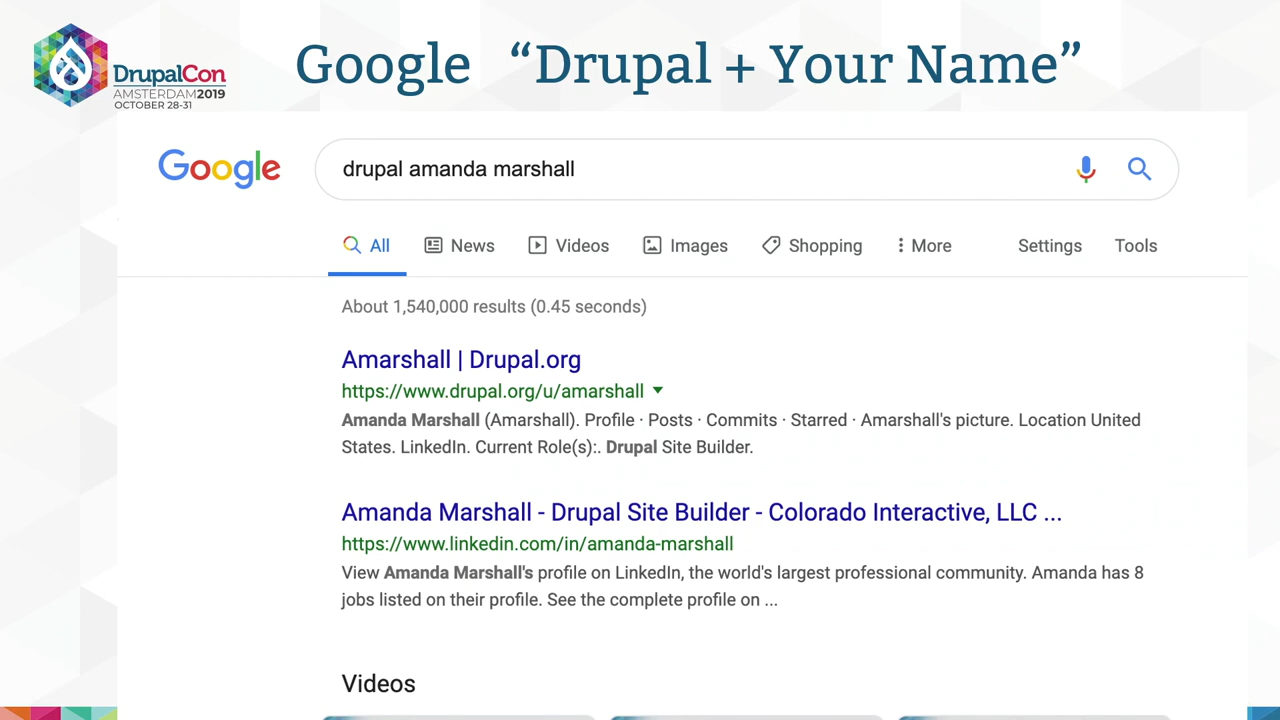 Google “Drupal + Your Name”
DrupalCon
AMSTERDAM2019
OCTOBER 28-31
Google
drupal amanda marshall
All News Videos Images Shopping More Settings Tools
About 1,540,000 results (0.45 seconds)
Amarshall | Drupal.org
https://www.drupal.org/u/amarshall
Amanda Marshall (Amarshall). Profile · Posts · Commits · Starred · Amarshall's picture. Location United
States. LinkedIn. Current Role(s):. Drupal Site Builder.
Amanda Marshall - Drupal Site Builder - Colorado Interactive, LLC ...
https://www.linkedin.com/in/amanda-marshall
View Amanda Marshall's profile on LinkedIn, the world's largest professional community. Amanda has 8
jobs listed on their profile. See the complete profile on ...
Videos